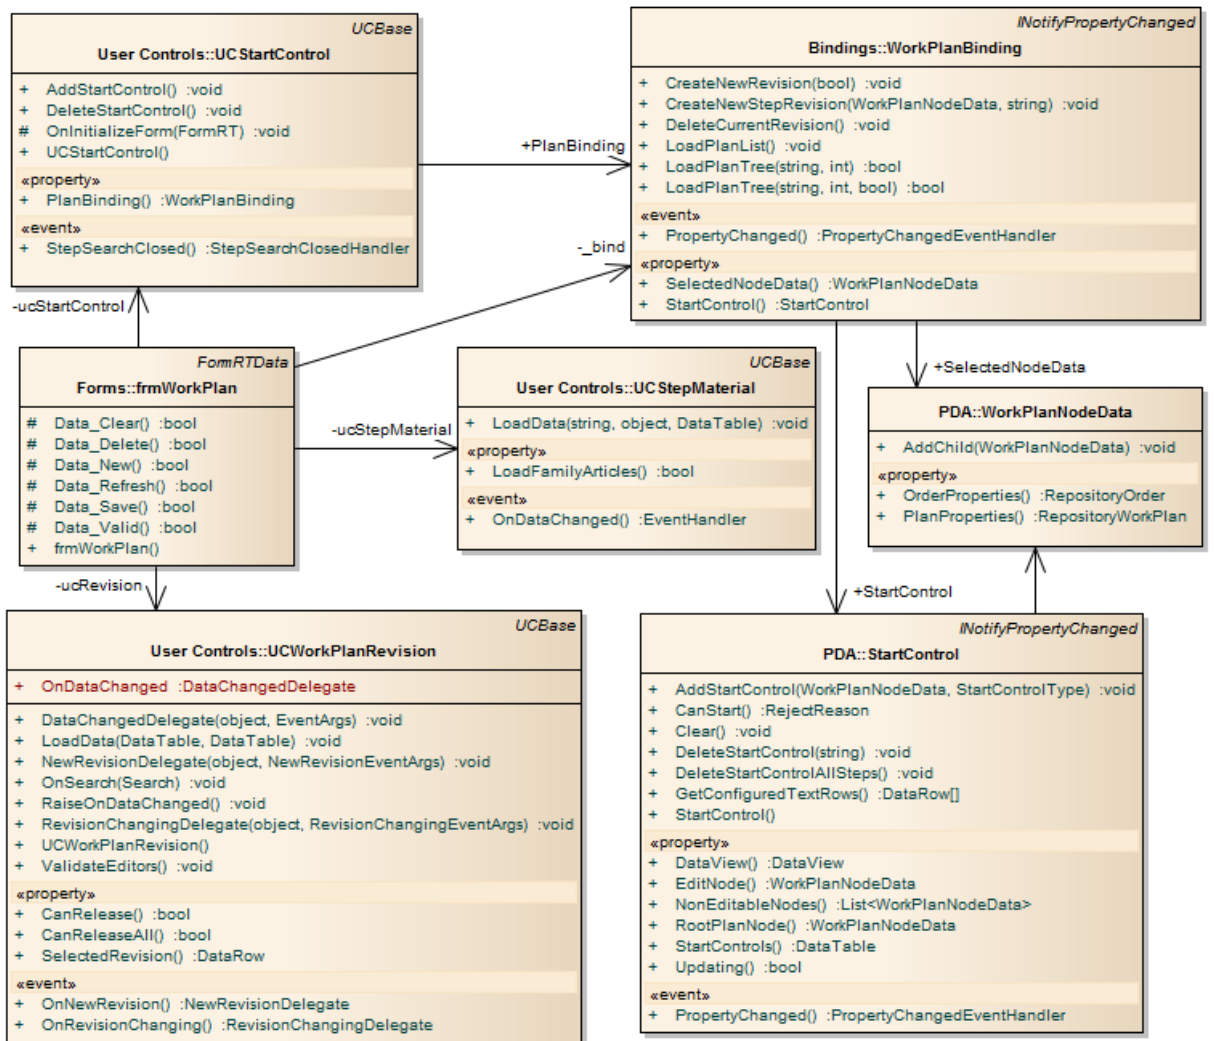 UCBase
User Controls::UCStartControl
+ AddStartControl() :void
+ DeleteStartControl() :void
# OnInitializeForm(FormRT) :void
+ UCStartControl()
«property»
+ PlanBinding() :WorkPlanBinding
«event»
+ StepSearchClosed() :StepSearchClosedHandler
+PlanBinding
INotifyPropertyChanged
Bindings::WorkPlanBinding
+ CreateNewRevision(bool) :void
+ CreateNewStepRevision(WorkPlanNodeData, string) :void
+ DeleteCurrentRevision() :void
+ LoadPlanList() :void
+ LoadPlanTree(string, int) :bool
+ LoadPlanTree(string, int, bool) :bool
«event»
+ PropertyChanged() :PropertyChangedEventHandler
«property»
+ SelectedNodeData() :WorkPlanNodeData
+ StartControl() :StartControl
-_bind
-ucStartControl
FormRTData
Forms::frmWorkPlan
# Data_Clear() :bool
# Data_Delete() :bool
# Data_New() :bool
# Data_Refresh() :bool
# Data_Save() :bool
# Data_Valid() :bool
+ frmWorkPlan()
-ucStepMaterial
UCBase
User Controls::UCStepMaterial
+ LoadData(string, object, DataTable) :void
«property»
+ LoadFamilyArticles() :bool
«event»
+ OnDataChanged() :EventHandler
+SelectedNodeData
PDA::WorkPlanNodeData
+ AddChild(WorkPlanNodeData) :void
«property»
+ OrderProperties() :RepositoryOrder
+ PlanProperties() :RepositoryWorkPlan
-ucRevision
+StartControl
UCBase
User Controls::UCWorkPlanRevision
+ OnDataChanged :DataChangedDelegate
+ DataChangedDelegate(object, EventArgs) :void
+ LoadData(DataTable, DataTable) :void
+ NewRevisionDelegate(object, NewRevisionEventArgs) :void
+ OnSearch(Search) :void
+ RaiseOnDataChanged() :void
+ RevisionChangingDelegate(object, RevisionChangingEventArgs) :void
+ UCWorkPlanRevision()
+ ValidateEditors() :void
«property»
+ CanRelease() :bool
+ CanReleaseAll() :bool
+ SelectedRevision() :DataRow
«event»
+ OnNewRevision() :NewRevisionDelegate
+ OnRevisionChanging() :RevisionChangingDelegate
INotifyPropertyChanged
PDA::StartControl
+ AddStartControl(WorkPlanNodeData, StartControlType) :void
+ CanStart() :RejectReason
+ Clear() :void
+ DeleteStartControl(string) :void
+ DeleteStartControlAllSteps() :void
+ GetConfiguredTextRows() :DataRow[]
+ StartControl()
«property»
+ DataView() :DataView
+ EditNode() :WorkPlanNodeData
+ NonEditableNodes() :List<WorkPlanNodeData>
+ RootPlanNode() :WorkPlanNodeData
+ StartControls() :DataTable
+ Updating() :bool
«event»
+ PropertyChanged() :PropertyChangedEventHandler